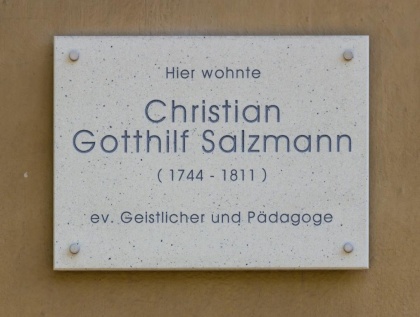 Hier wohnte
Christian
Gotthilf Salzmann
( 1744 - 1811 )
ev. Geistlicher und Pädagoge